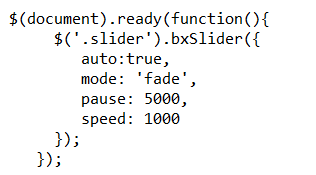 $(document).ready(function(){
     $('.slider').bxSlider({
        auto:true,
        mode: 'fade',
        pause: 5000,
        speed: 1000
     });
   });